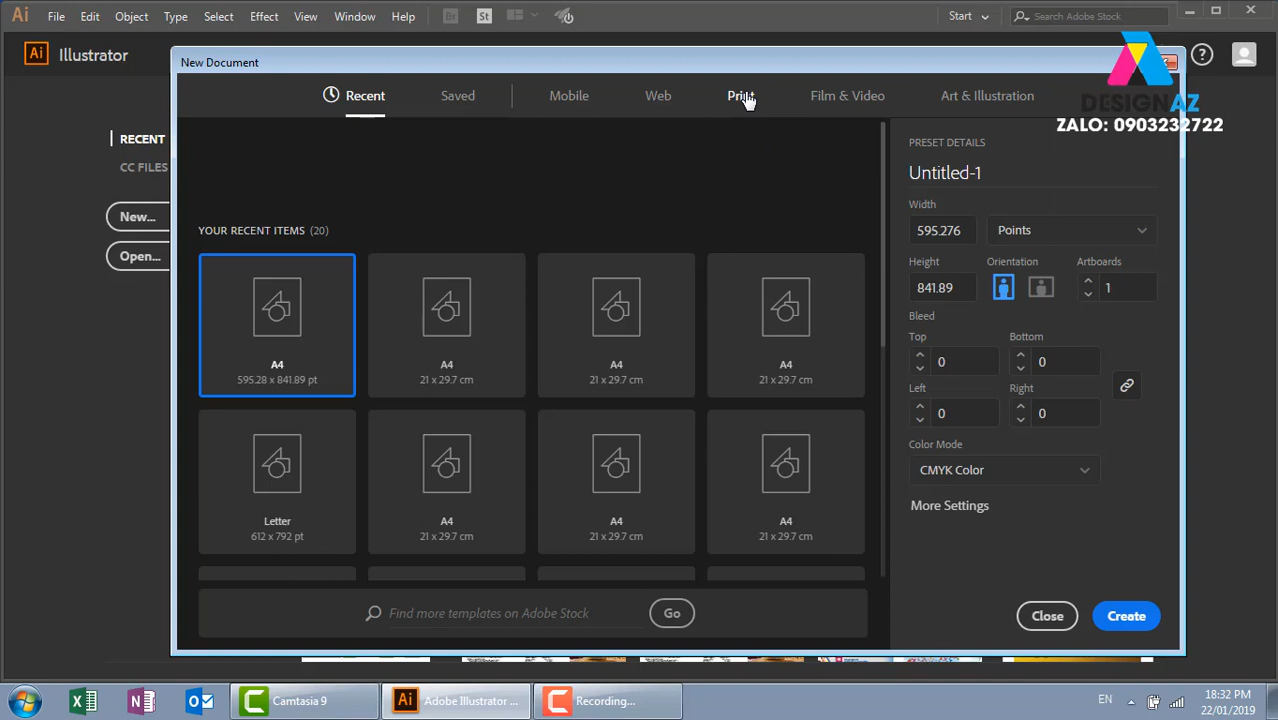 Ai File Edit Object Type Select Effect View Window Help Br St Start Search Adobe Stock
Ai Illustrator
New Document
Recent Saved Mobile Web Print Film & Video Art & Illustration
DESIGNAZ
ZALO: 0903232722
RECENT
CC FILES
New...
Open...
YOUR RECENT ITEMS (20)
A4
595.28 x 841.89 pt
A4
21 x 29.7 cm
A4
21 x 29.7 cm
A4
21 x 29.7 cm
Letter
612 x 792 pt
A4
21 x 29.7 cm
A4
21 x 29.7 cm
A4
21 x 29.7 cm
Find more templates on Adobe Stock Go
PRESET DETAILS
Untitled-1
Width
595.276 Points
Height Orientation Artboards
841.89 1
Bleed
Top Bottom
0 0
Left Right
0 0
Color Mode
CMYK Color
More Settings
Close Create
Camtasia 9 Ai Adobe Illustrator ... Recording... EN 18:32 PM
22/01/2019